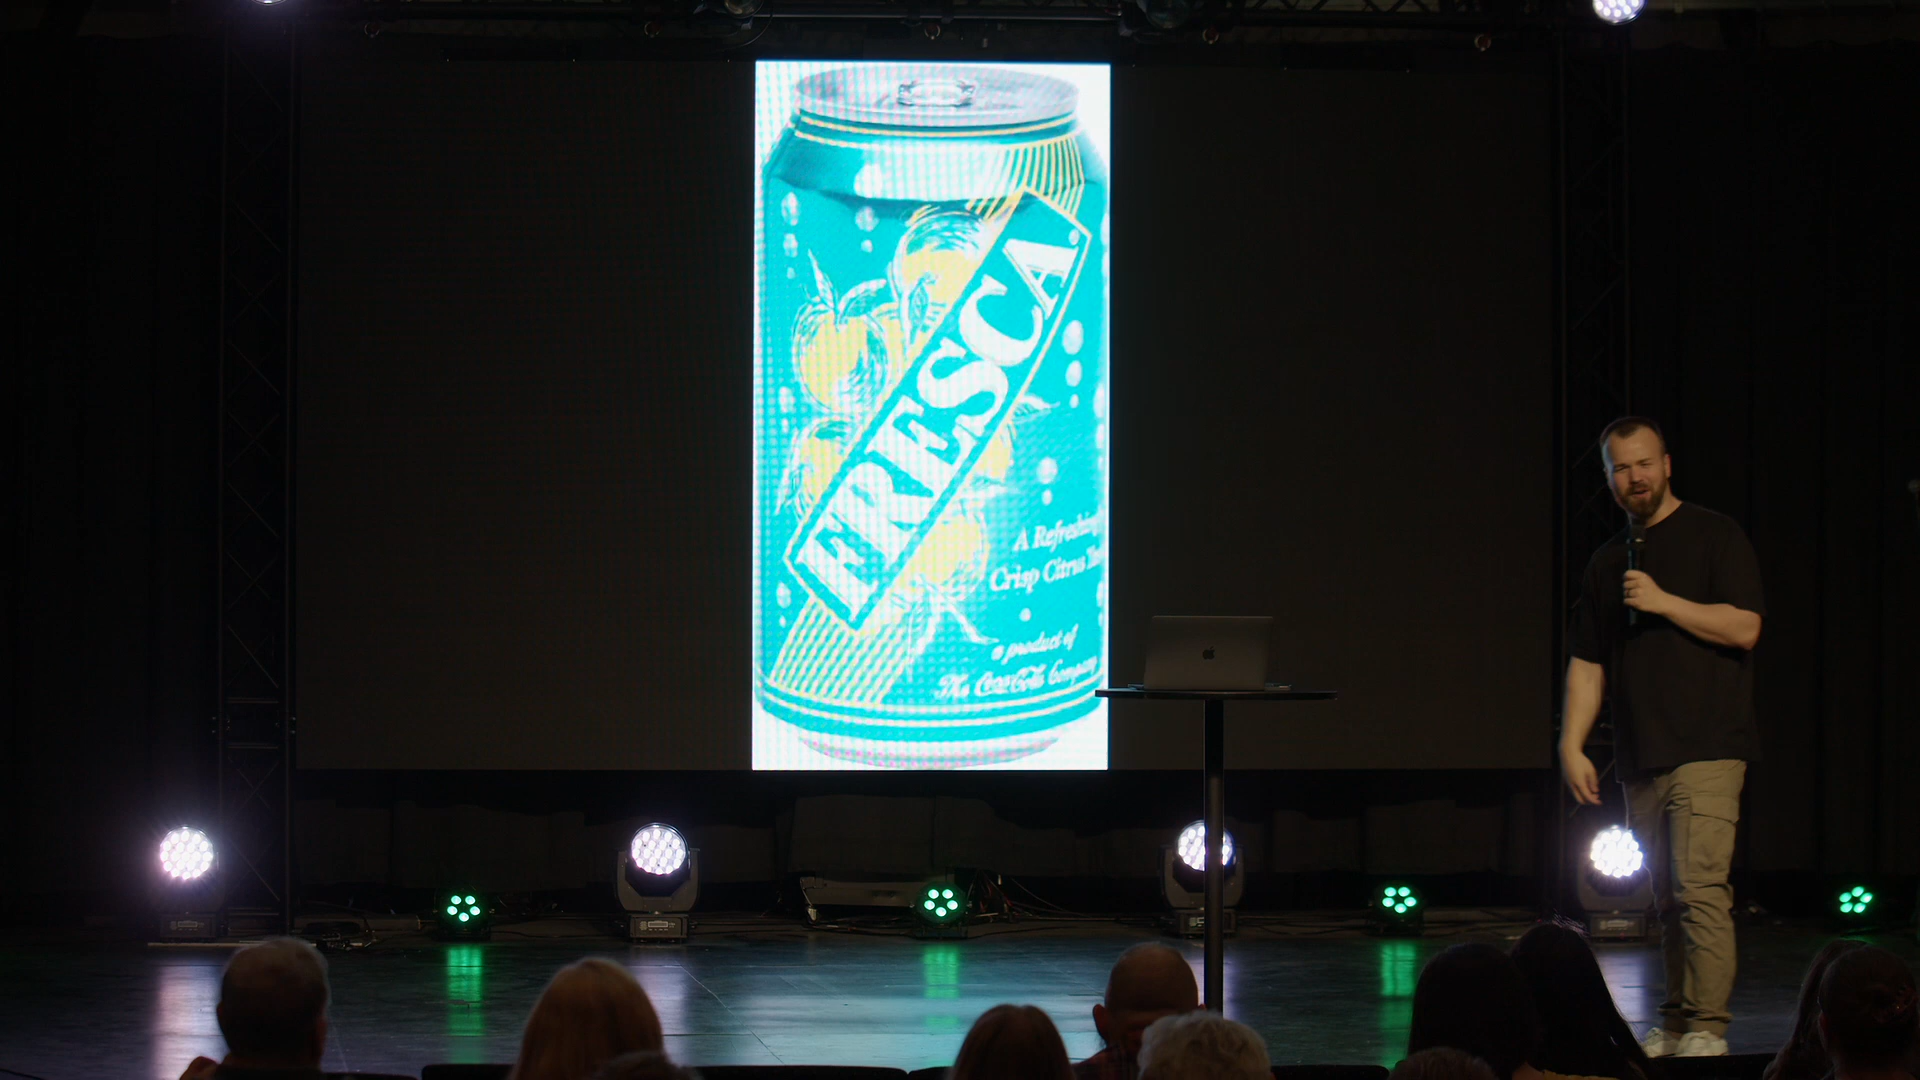 FRESCA
A Refreshing
Crisp Citrus
a product of
The Coca-Cola Company